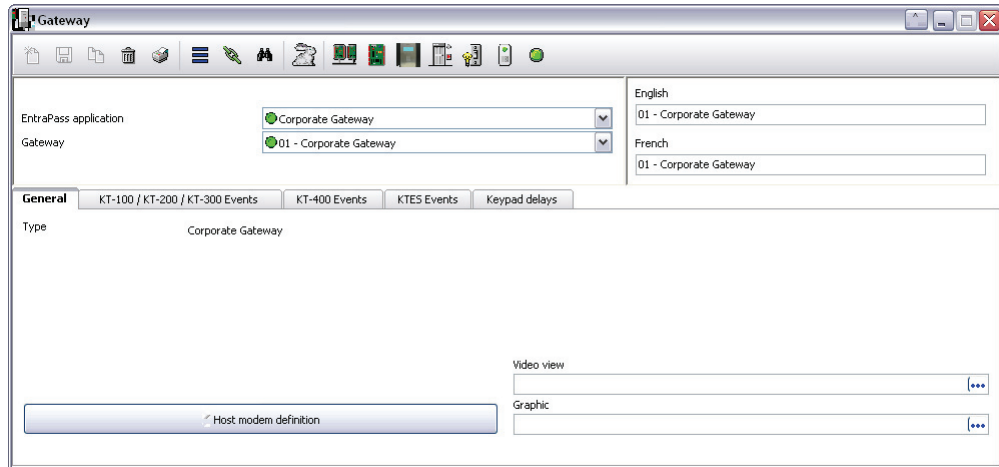 Gateway
English
EntraPass application
Corporate Gateway
01 - Corporate Gateway
Gateway
01 - Corporate Gateway
French
01 - Corporate Gateway
General
KT-100 / KT-200 / KT-300 Events
KT-400 Events
KTES Events
Keypad delays
Type
Corporate Gateway
Video view
Graphic
Host modem definition